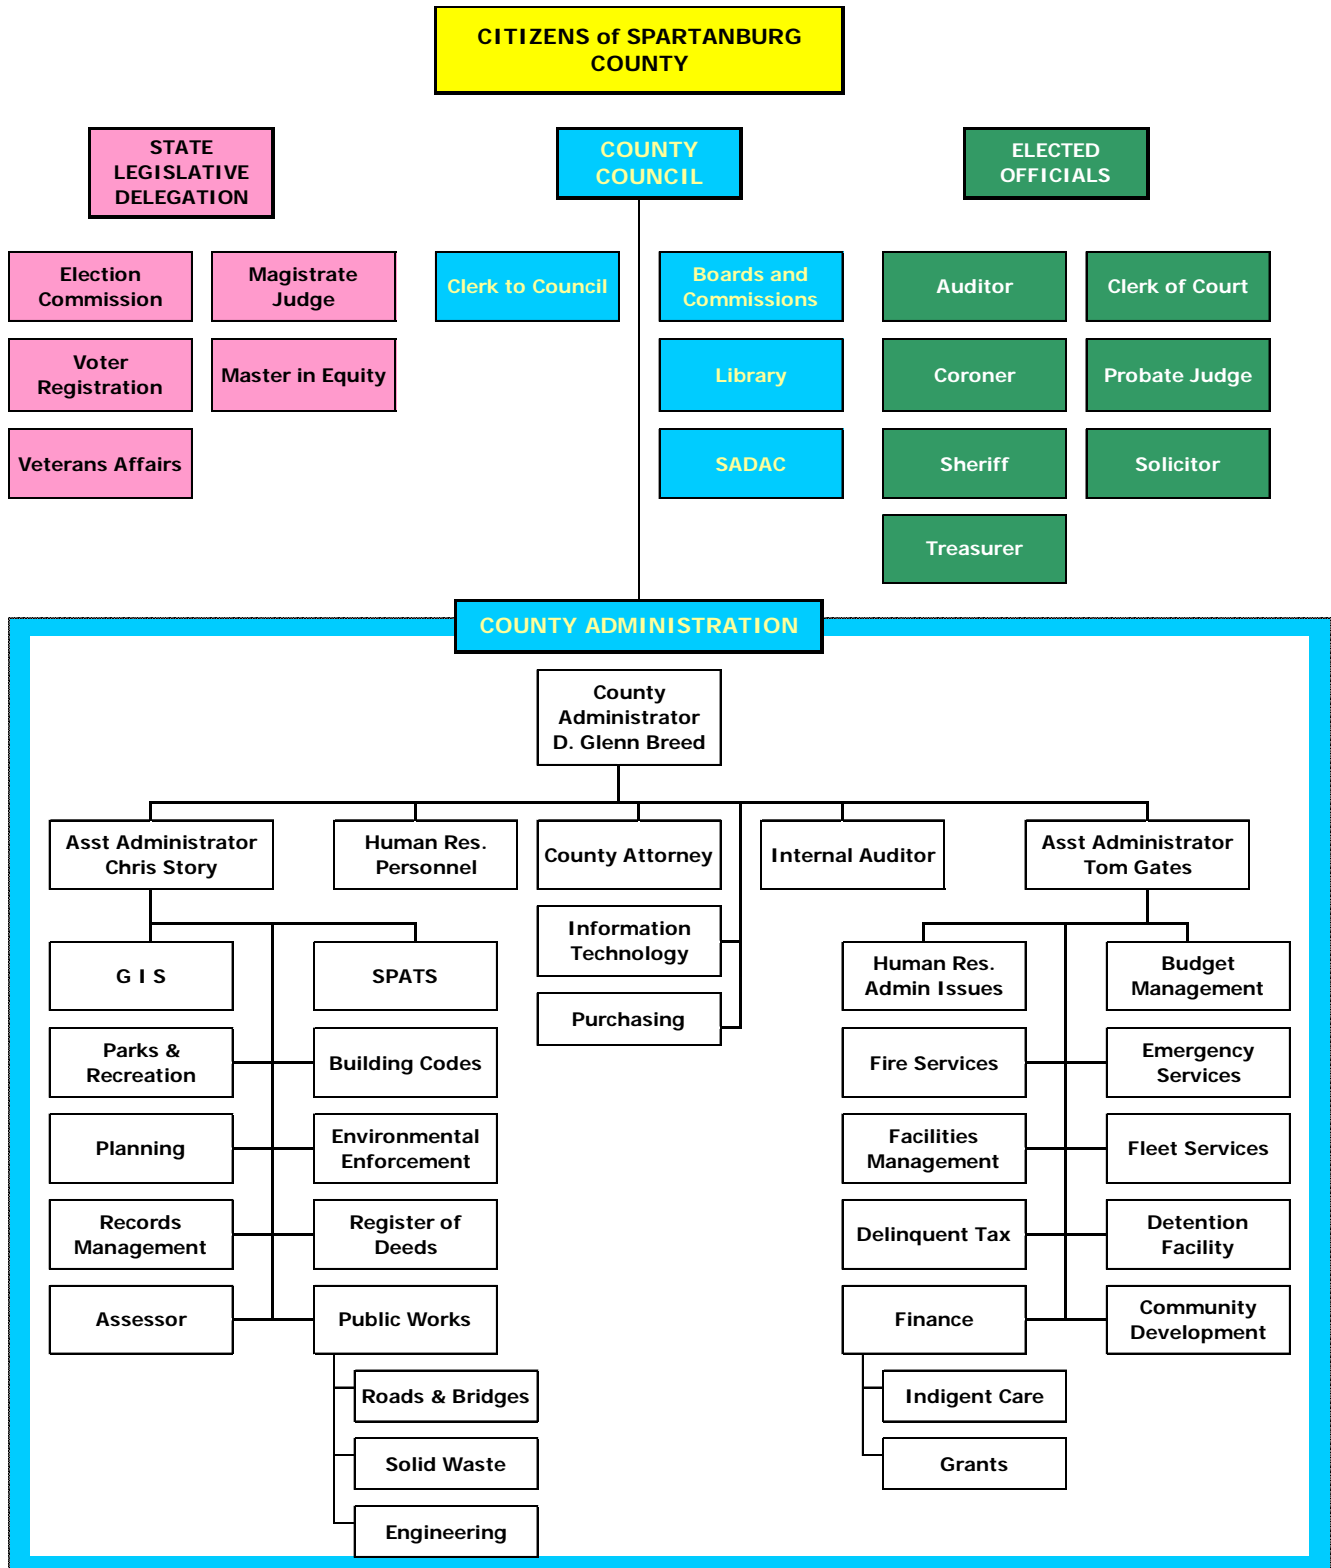 CITIZENS of SPARTANBURG
COUNTY
STATE
LEGISLATIVE
DELEGATION
COUNTY
COUNCIL
ELECTED
OFFICIALS
Election
Commission
Magistrate
Judge
Clerk to Council
Boards and
Commissions
Auditor
Clerk of Court
Voter
Registration
Master in Equity
Library
Coroner
Probate Judge
Veterans Affairs
SADAC
Sheriff
Solicitor
Treasurer
COUNTY ADMINISTRATION
County
Administrator
D. Glenn Breed
Asst Administrator
Chris Story
Human Res.
Personnel
County Attorney
Internal Auditor
Asst Administrator
Tom Gates
G I S
SPATS
Information
Technology
Human Res.
Admin Issues
Budget
Management
Purchasing
Parks &
Recreation
Building Codes
Fire Services
Emergency
Services
Planning
Environmental
Enforcement
Facilities
Management
Fleet Services
Records
Management
Register of
Deeds
Delinquent Tax
Detention
Facility
Assessor
Public Works
Finance
Community
Development
Roads & Bridges
Indigent Care
Solid Waste
Grants
Engineering